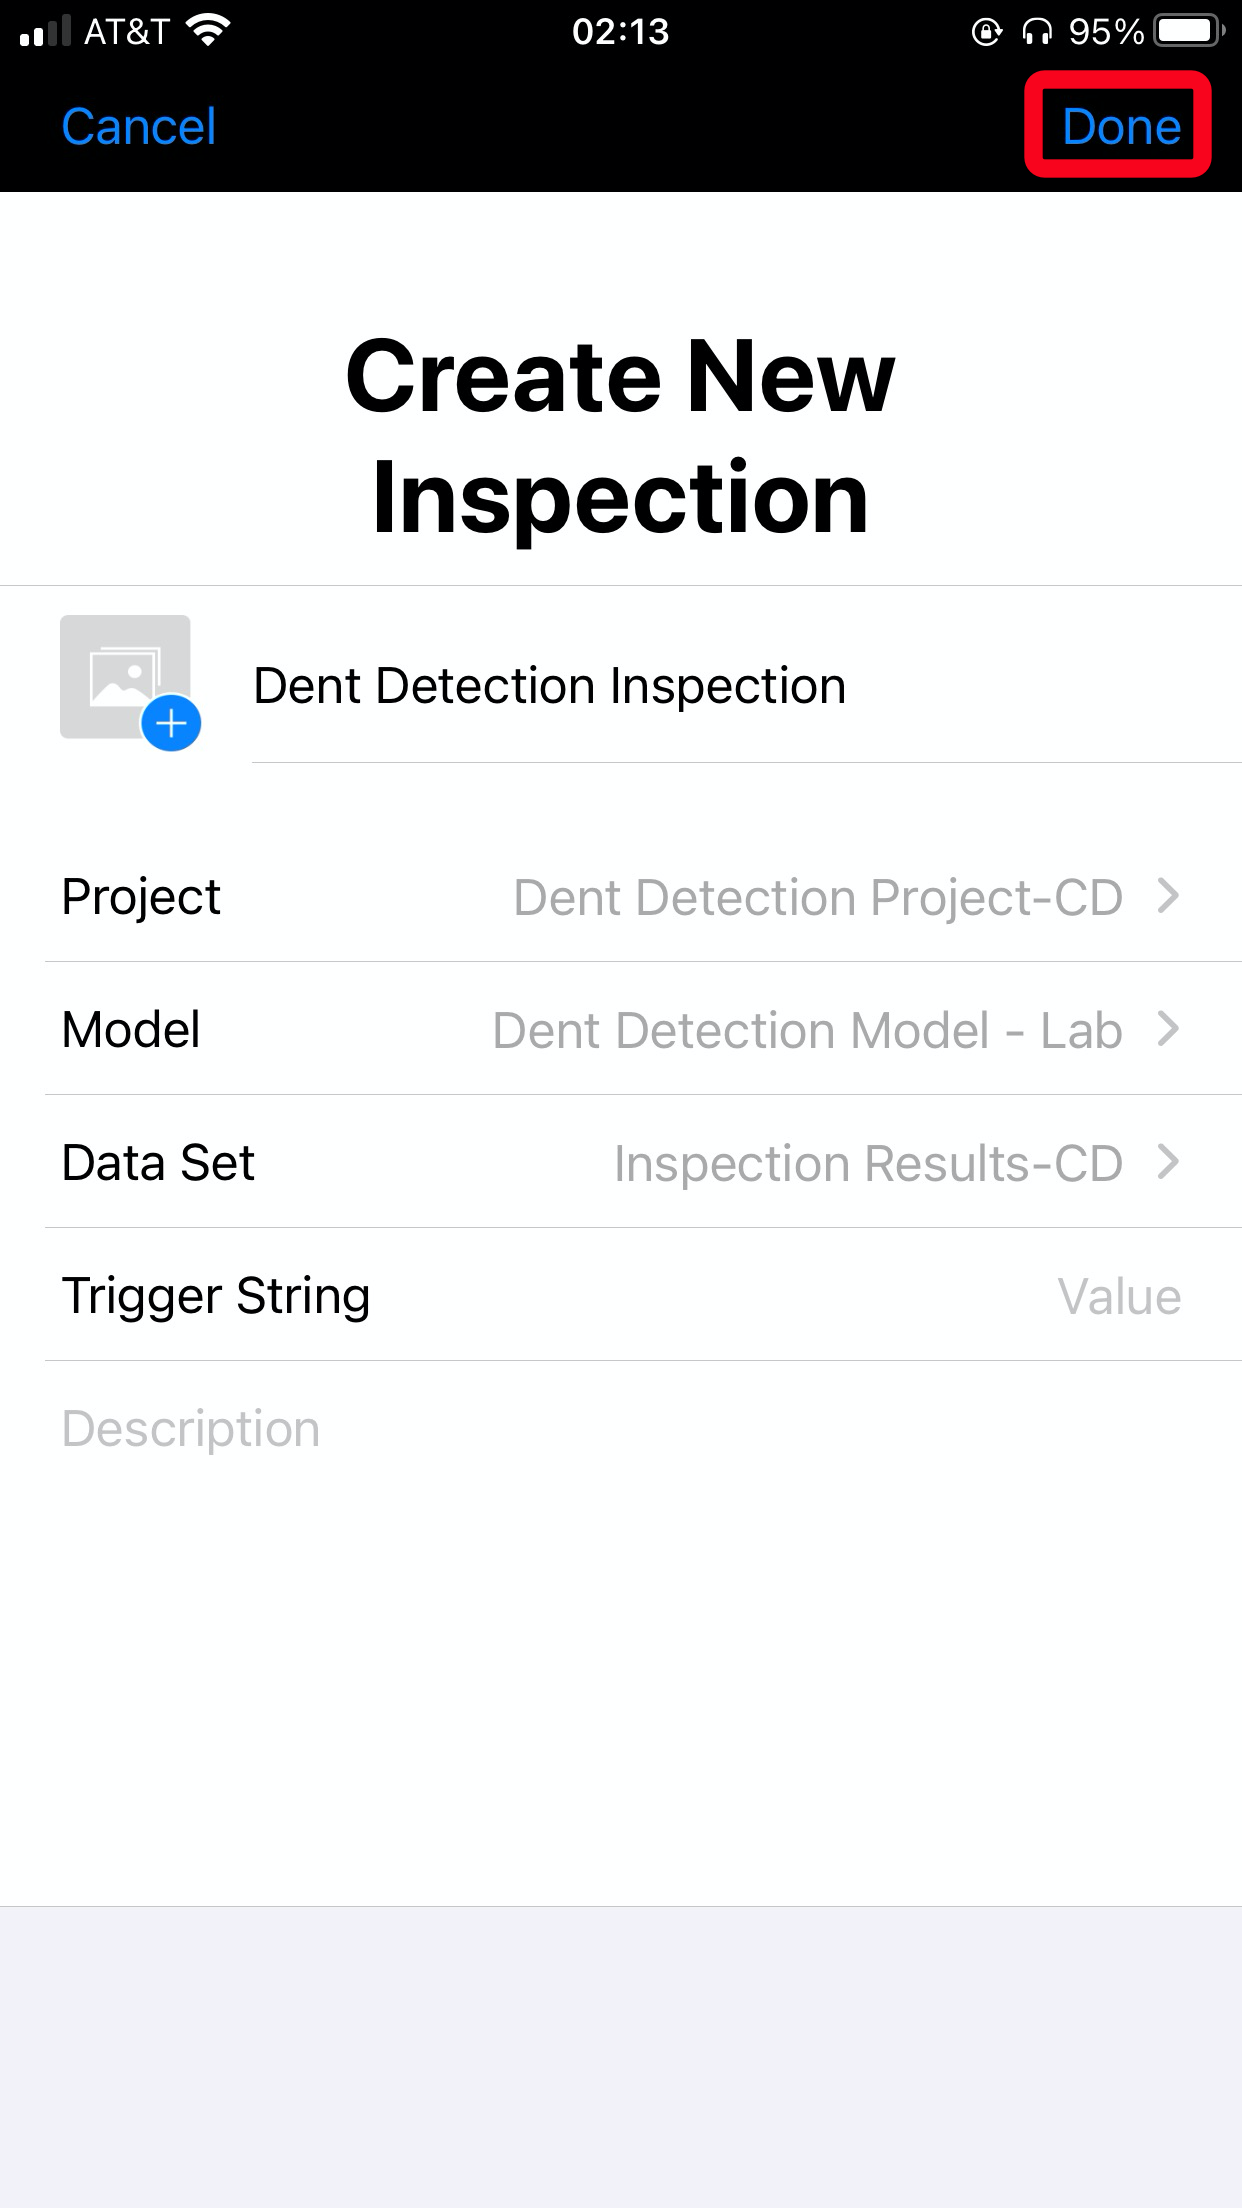 AT&T 02:13 95%
Cancel Done
Create New
Inspection
Dent Detection Inspection
Project Dent Detection Project-CD
Model Dent Detection Model - Lab
Data Set Inspection Results-CD
Trigger String Value
Description